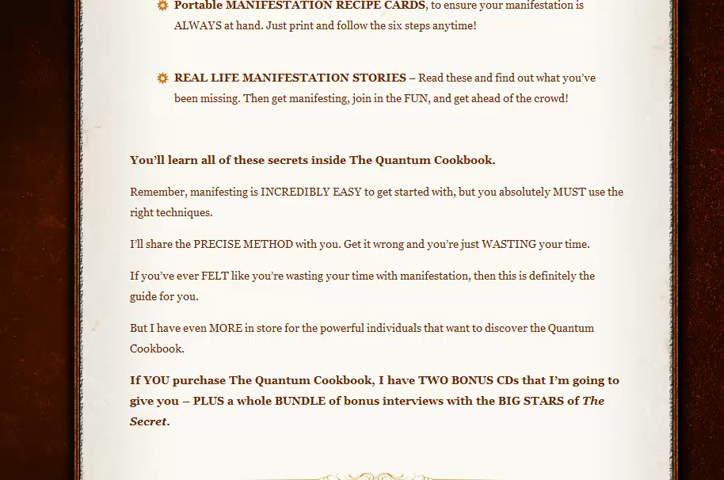 Portable MANIFESTATION RECIPE CARDS, to ensure your manifestation is
ALWAYS at hand. Just print and follow the six steps anytime!
REAL LIFE MANIFESTATION STORIES – Read these and find out what you’ve
been missing. Then get manifesting, join in the FUN, and get ahead of the crowd!
You’ll learn all of these secrets inside The Quantum Cookbook.
Remember, manifesting is INCREDIBLY EASY to get started with, but you absolutely MUST use the
right techniques.
I’ll share the PRECISE METHOD with you. Get it wrong and you’re just WASTING your time.
If you’ve ever FELT like you’re wasting your time with manifestation, then this is definitely the
guide for you.
But I have even MORE in store for the powerful individuals that want to discover the Quantum
Cookbook.
If YOU purchase The Quantum Cookbook, I have TWO BONUS CDs that I’m going to
give you – PLUS a whole BUNDLE of bonus interviews with the BIG STARS of The
Secret.